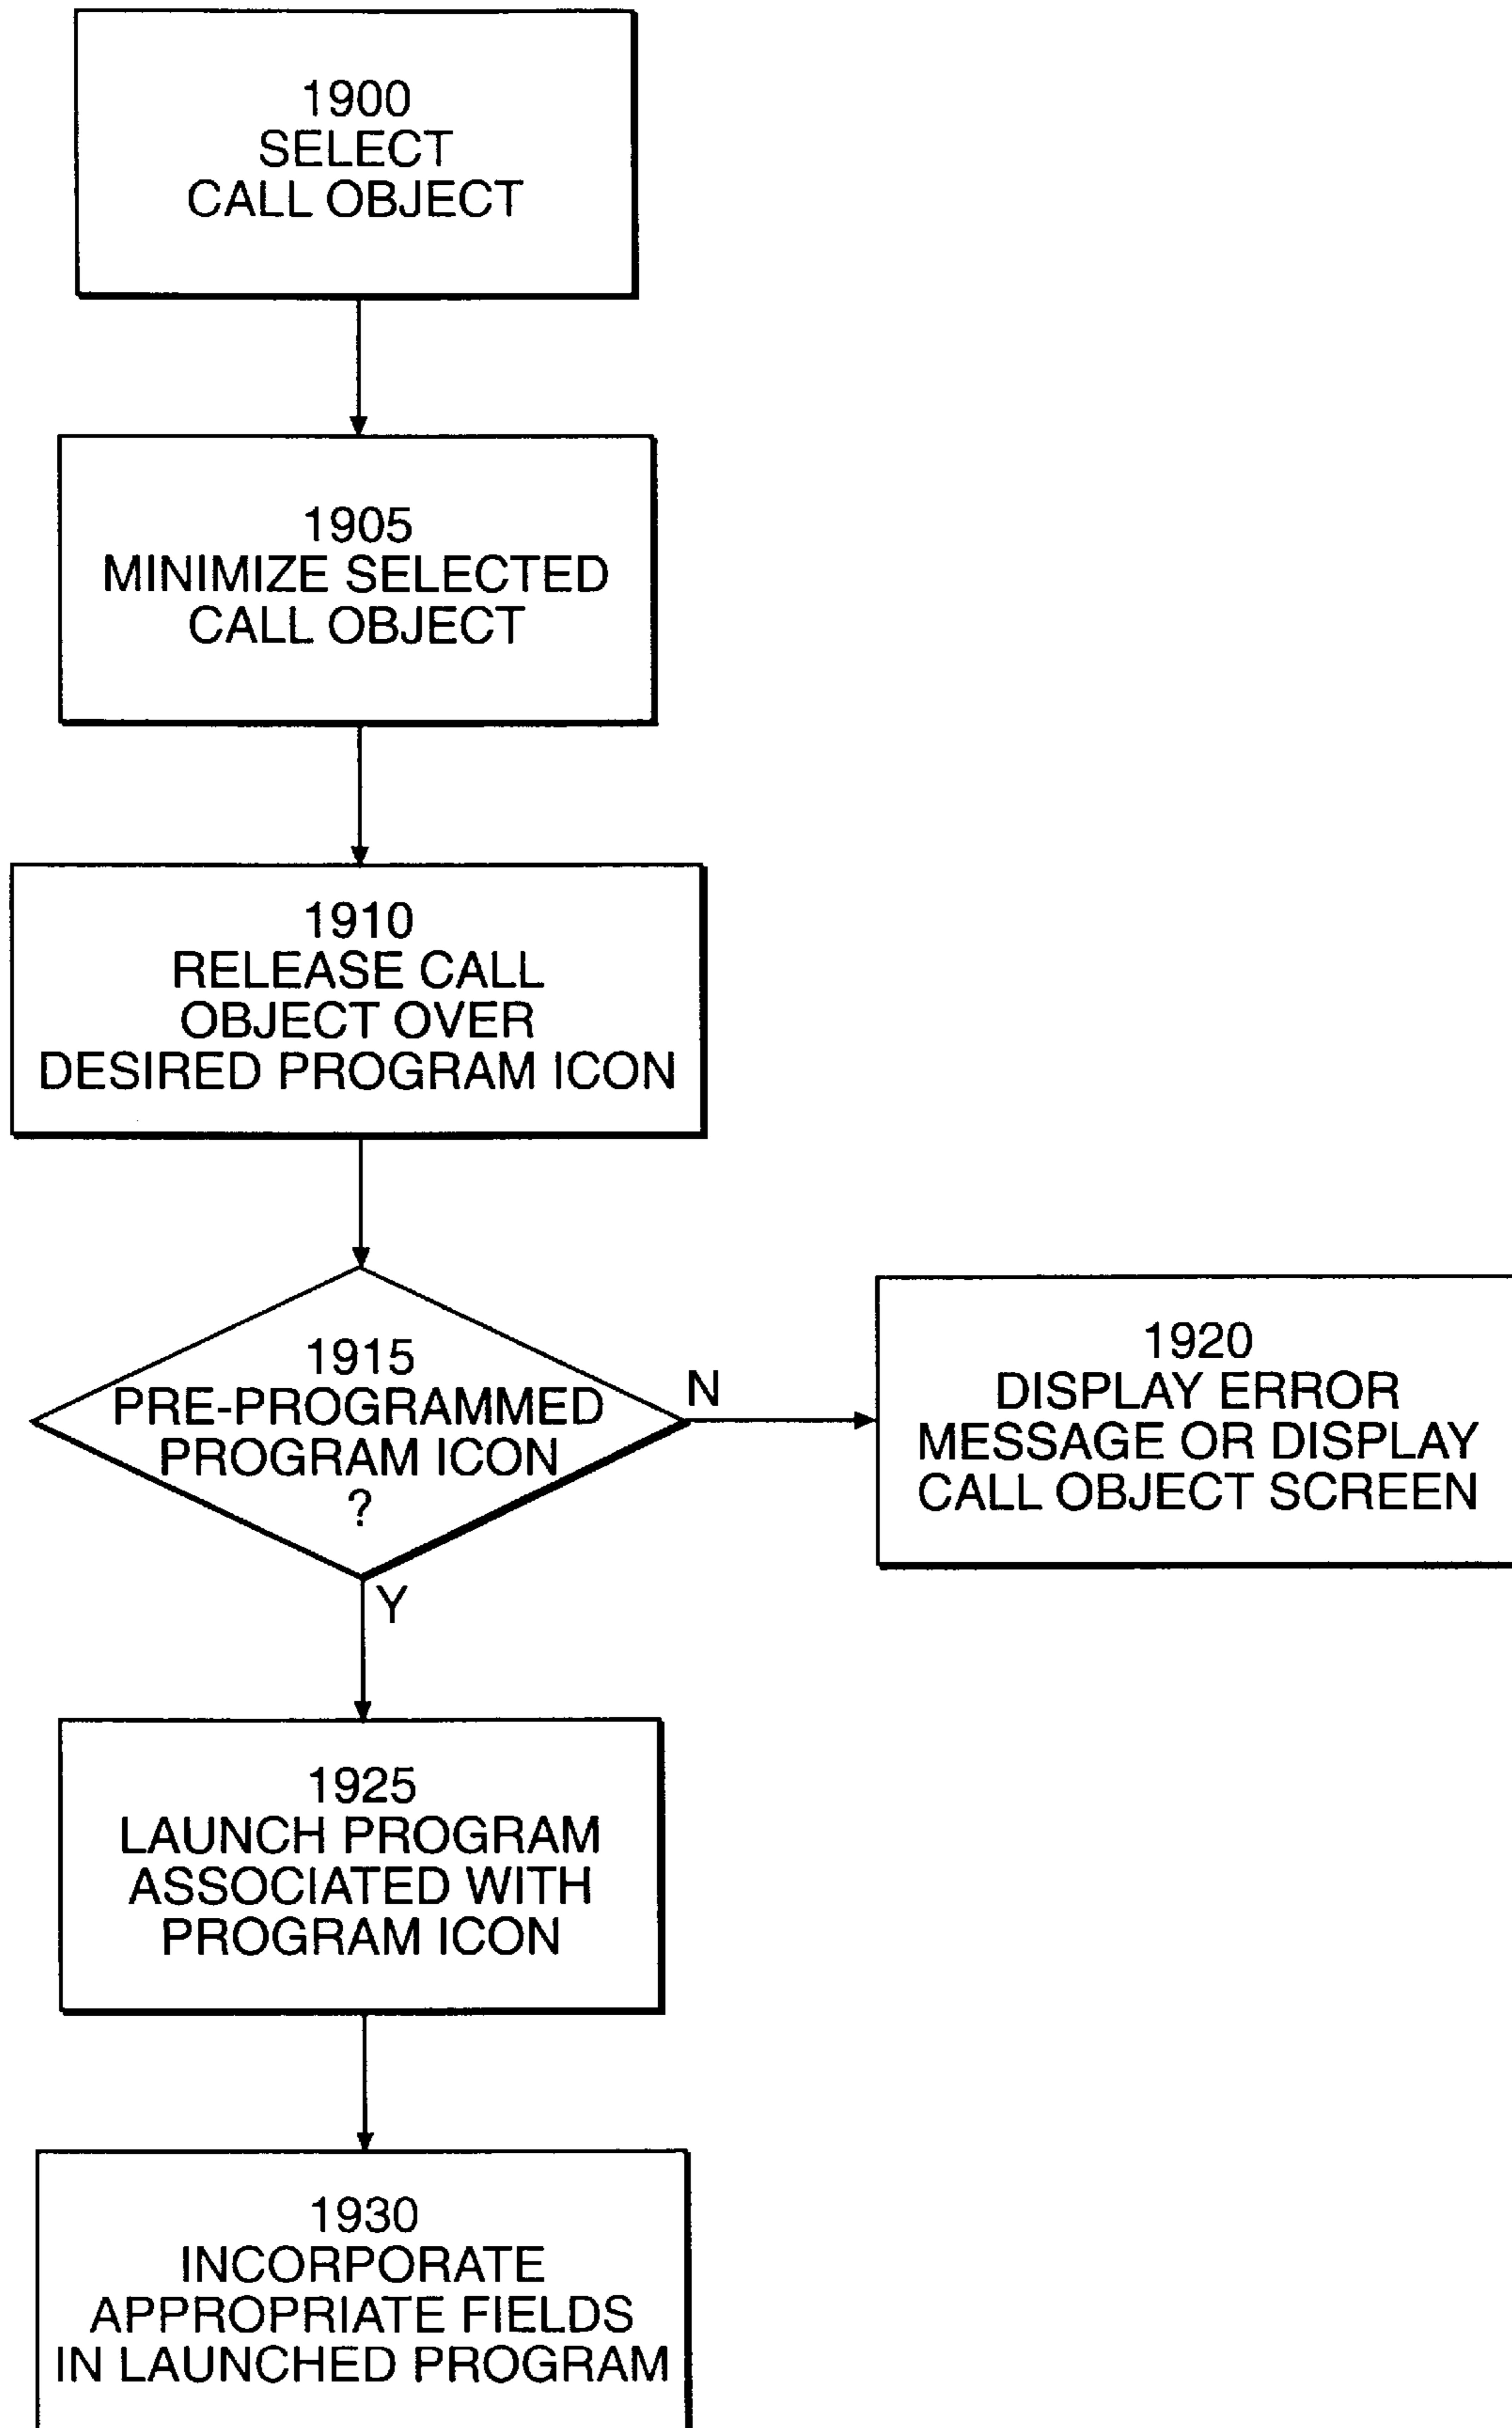 1900
SELECT
CALL OBJECT
1905
MINIMIZE SELECTED
CALL OBJECT
1910
RELEASE CALL
OBJECT OVER
DESIRED PROGRAM ICON
1915
PRE-PROGRAMMED
PROGRAM ICON
?
N
1920
DISPLAY ERROR
MESSAGE OR DISPLAY
CALL OBJECT SCREEN
Y
1925
LAUNCH PROGRAM
ASSOCIATED WITH
PROGRAM ICON
1930
INCORPORATE
APPROPRIATE FIELDS
IN LAUNCHED PROGRAM